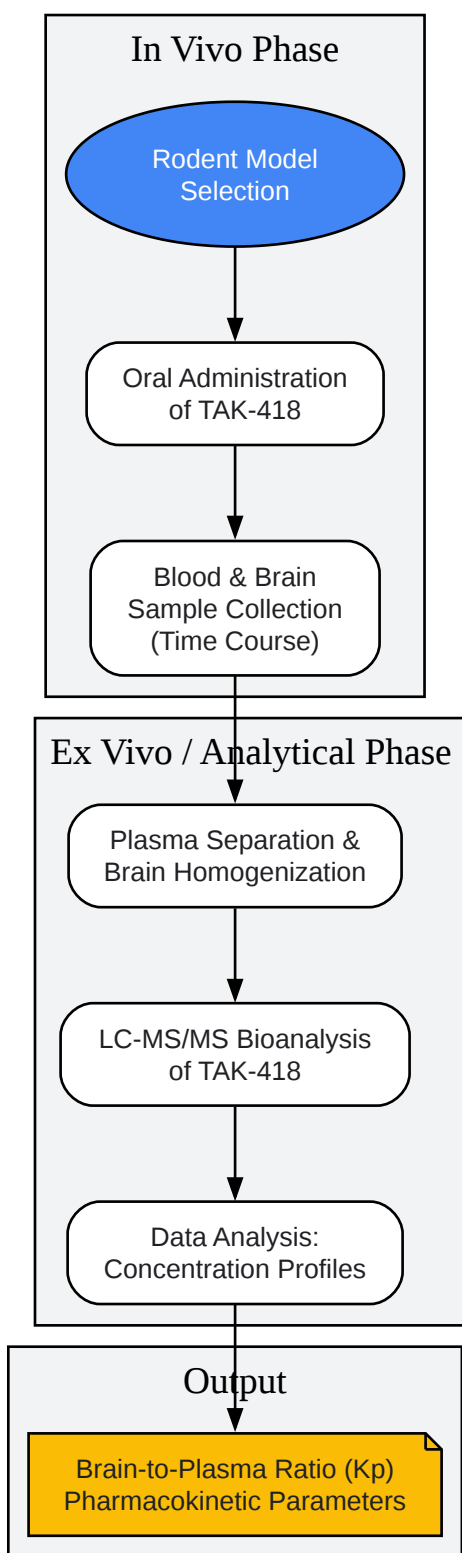 In Vivo Phase
Rodent Model
Selection
Oral Administration
of TAK-418
Blood & Brain
Sample Collection
(Time Course)
Ex Vivo / Analytical Phase
Plasma Separation &
Brain Homogenization
LC-MS/MS Bioanalysis
of TAK-418
Data Analysis:
Concentration Profiles
Output
Brain-to-Plasma Ratio (Kp)
Pharmacokinetic Parameters